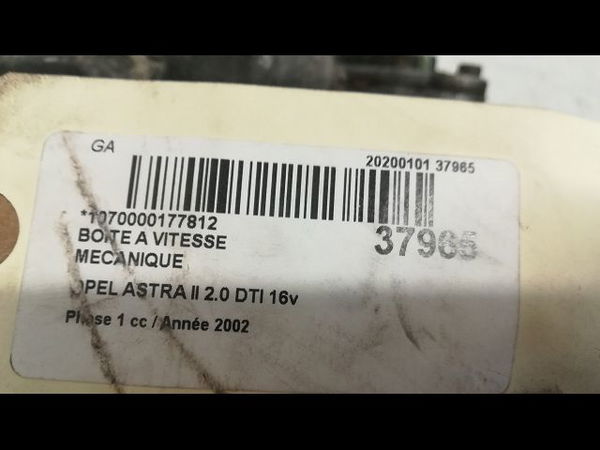 GA
20200101 37965
*1070000177812
BOITE A VITESSE
MECANIQUE
37965
OPEL ASTRA II 2.0 DTI 16v
Phase 1 cc / Année 2002